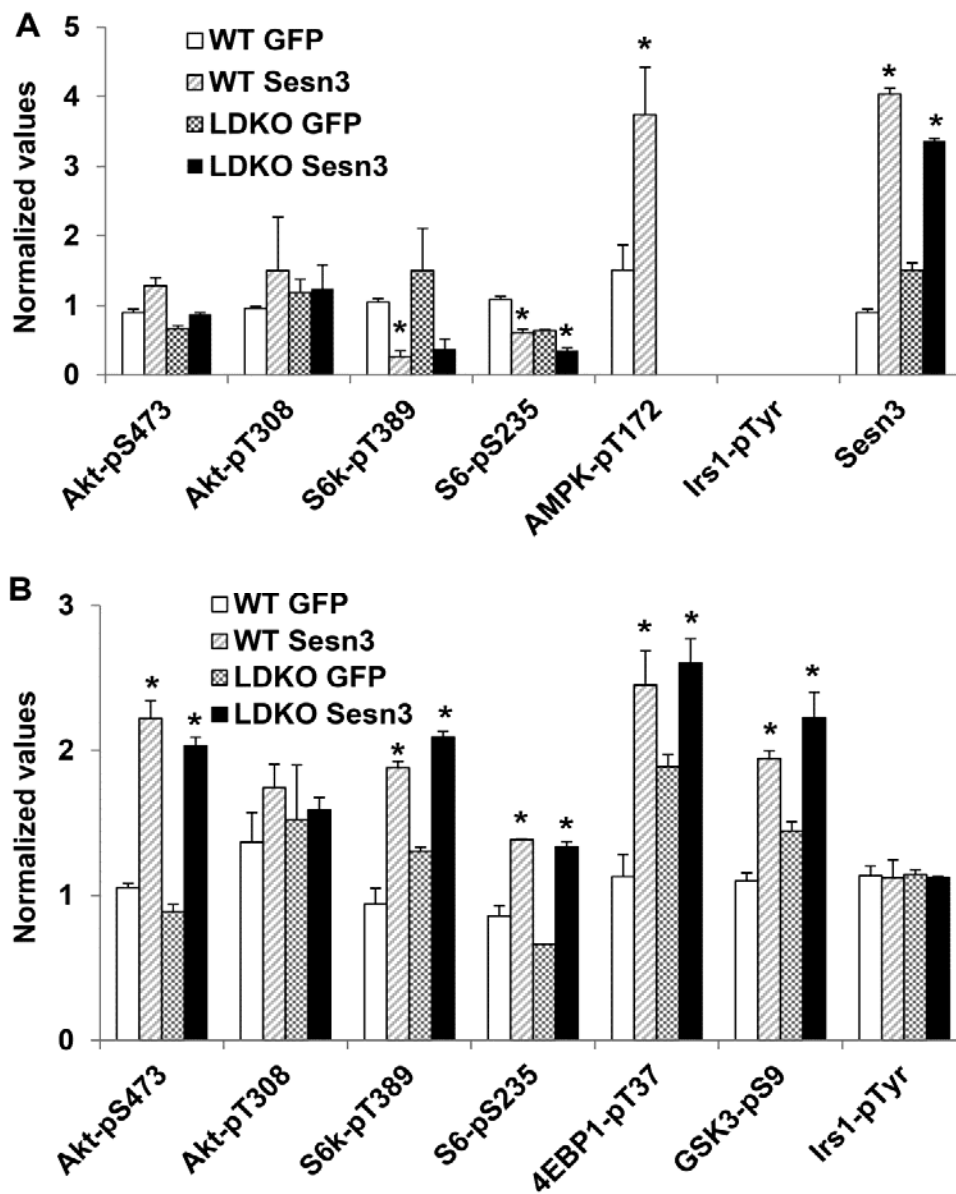 A
5
4
3
2
1
0
Normalized values
WT GFP
WT Sesn3
LDKO GFP
LDKO Sesn3
*
*
*
*
*
*
Akt-pS473
Akt-pT308
S6k-pT389
S6-pS235
AMPK-pT172
Irs1-pTyr
Sesn3
B
3
2
1
0
Normalized values
WT GFP
WT Sesn3
LDKO GFP
LDKO Sesn3
*
*
*
*
*
*
*
*
*
*
Akt-pS473
Akt-pT308
S6k-pT389
S6-pS235
4EBP1-pT37
GSK3-pS9
Irs1-pTyr